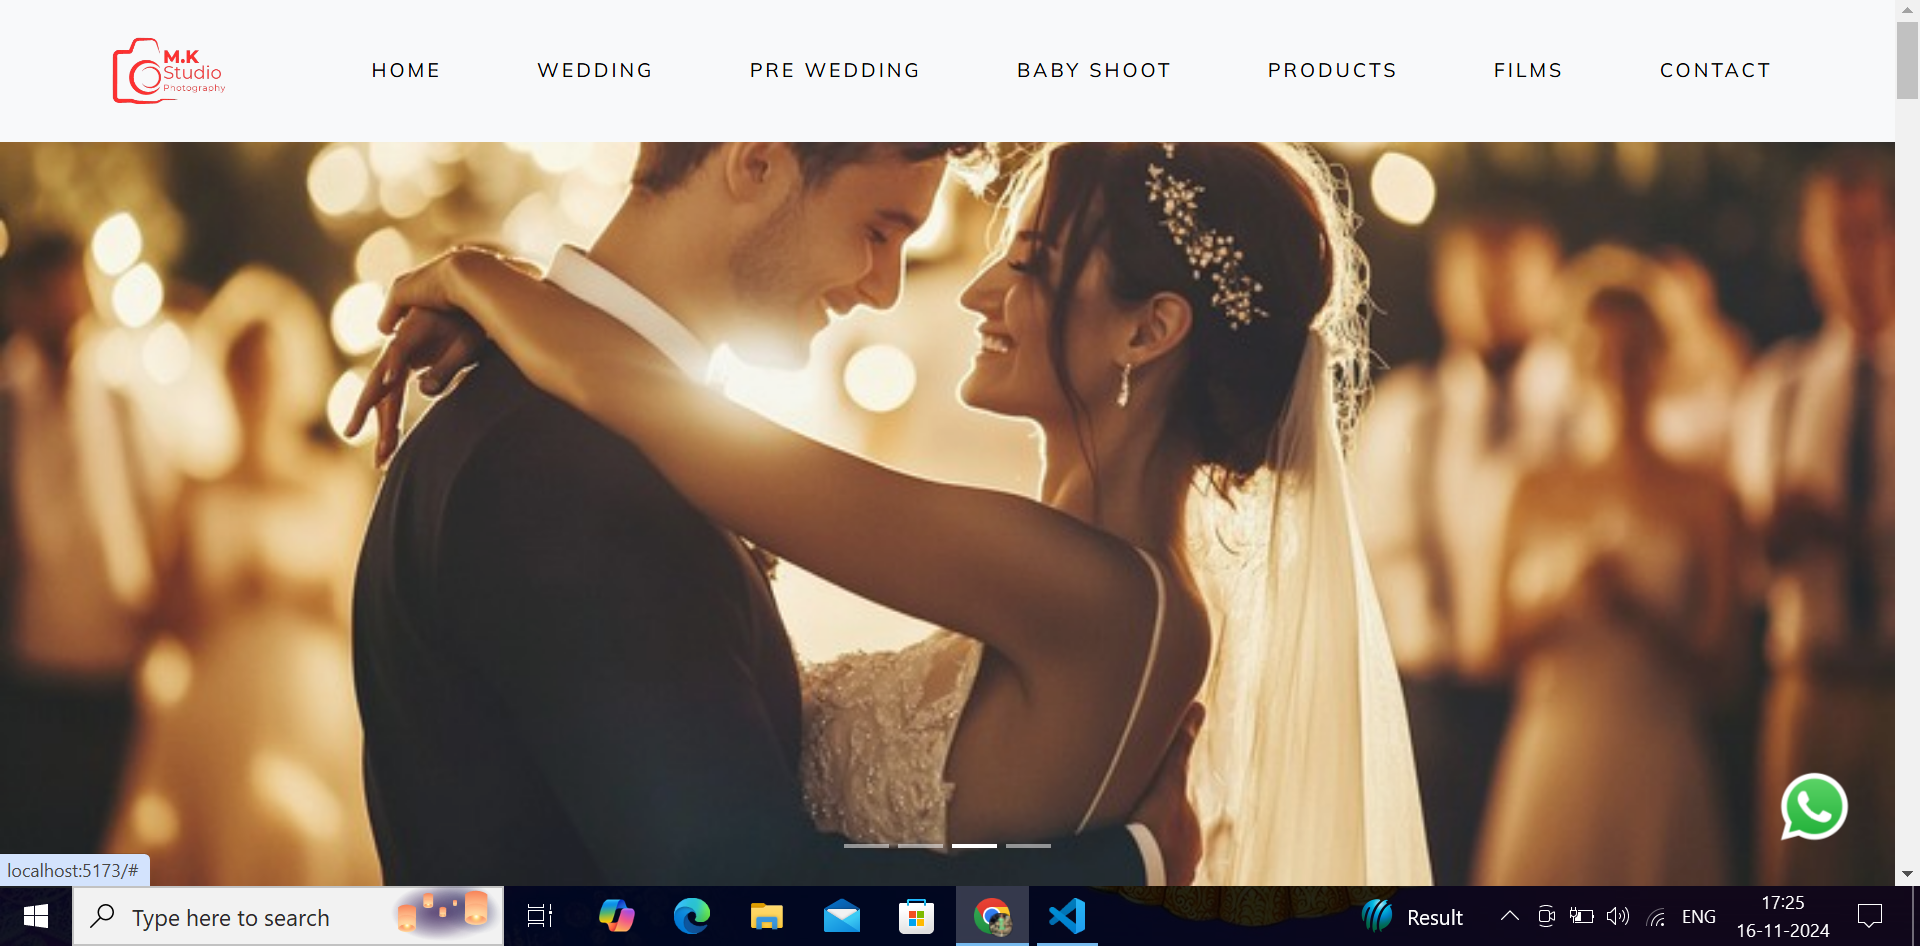 M.K
Studio
Photography
HOME WEDDING PRE WEDDING BABY SHOOT PRODUCTS FILMS CONTACT
localhost:5173/#
Type here to search
Result
ENG
17:25
16-11-2024